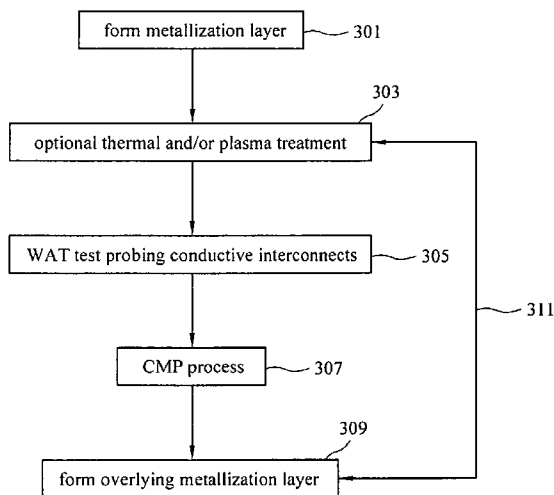 form metallization layer
301
303
optional thermal and/or plasma treatment
WAT test probing conductive interconnects
305
311
CMP process
307
309
form overlying metallization layer